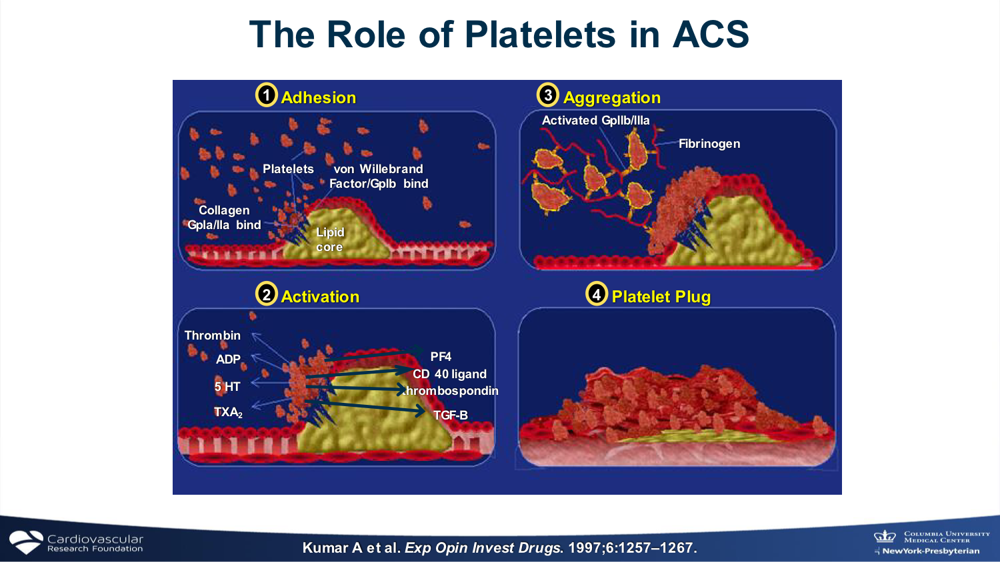 The Role of Platelets in ACS
1 Adhesion
Platelets
von Willebrand
Factor/GpIb bind
Collagen
GpIa/IIa bind
Lipid
core
2 Activation
Thrombin
ADP
5 HT
TXA₂
PF4
CD 40 ligand
thrombospondin
TGF-B
3 Aggregation
Activated GpIIb/IIIa
Fibrinogen
4 Platelet Plug
Cardiovascular
Research Foundation
Kumar A et al. Exp Opin Invest Drugs. 1997;6:1257–1267.
COLUMBIA UNIVERSITY
MEDICAL CENTER
NewYork-Presbyterian